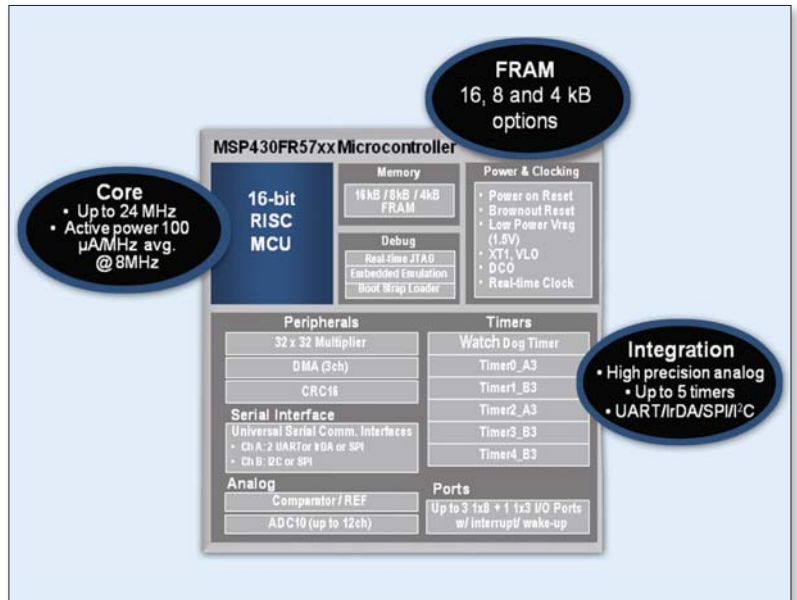 FRAM
16, 8 and 4 kB
options
MSP430FR57xx Microcontroller
Core
• Up to 24 MHz
• Active power 100
µA/MHz avg.
@ 8MHz
16-bit
RISC
MCU
Memory
16kB / 8kB / 4kB
FRAM
Debug
Real-time JTAG
Embedded Emulation
Boot Strap Loader
Power & Clocking
• Power on Reset
• Brownout Reset
• Low Power Vreg
(1.5V)
• XT1, VLO
• DCO
• Real-time Clock
Peripherals
32 x 32 Multiplier
DMA (3ch)
CRC16
Serial Interface
Universal Serial Comm. Interfaces
• Ch A: 2 UART or IrDA or SPI
• Ch B: I2C or SPI
Analog
Comparator / REF
ADC10 (up to 12ch)
Timers
Watch Dog Timer
Timer0_A3
Timer1_B3
Timer2_A3
Timer3_B3
Timer4_B3
Ports
Up to 3 1x8 + 1 1x3 I/O Ports
w/ interrupt/ wake-up
Integration
• High precision analog
• Up to 5 timers
• UART/IrDA/SPI/I²C